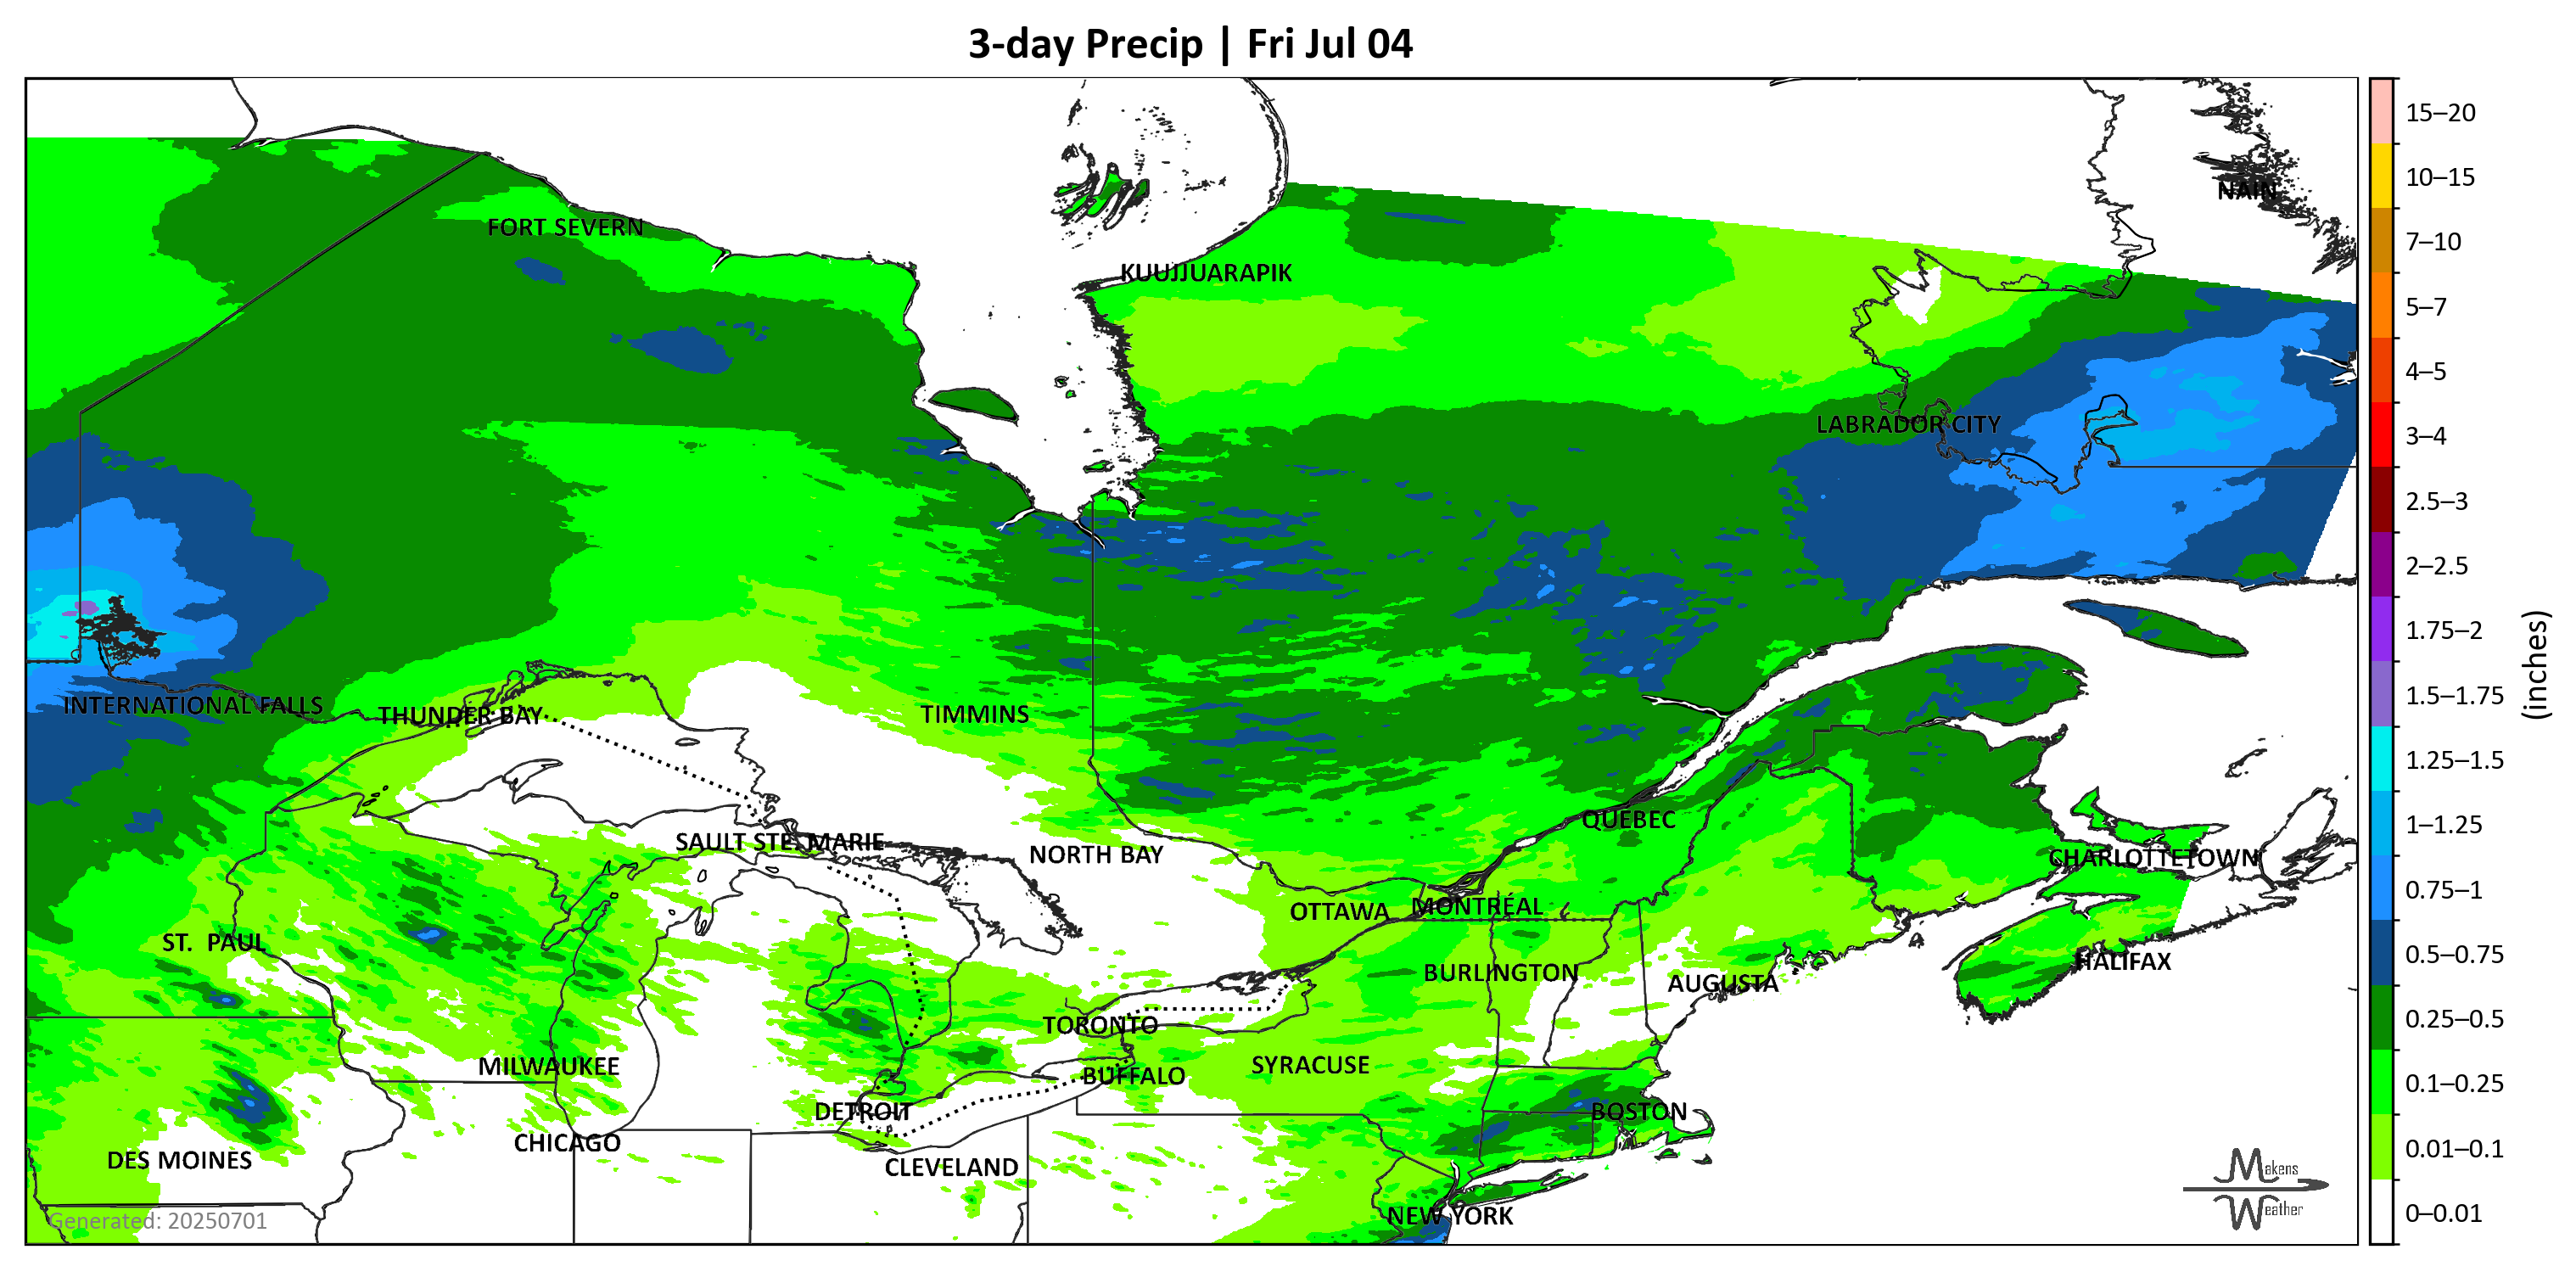 3-day Precip | Fri Jul 04
NAIN
FORT SEVERN
KUUJJUARAPIK
LABRADOR CITY
INTERNATIONAL FALLS
THUNDER BAY
TIMMINS
QUEBEC
SAULT STE. MARIE
NORTH BAY
CHARLOTTETOWN
OTTAWA
MONTRÉAL
ST. PAUL
HALIFAX
BURLINGTON
AUGUSTA
TORONTO
MILWAUKEE
SYRACUSE
BUFFALO
DETROIT
BOSTON
CHICAGO
DES MOINES
CLEVELAND
NEW YORK
Generated: 20250701
Makens
Weather
15–20
10–15
7–10
5–7
4–5
3–4
2.5–3
2–2.5
1.75–2
1.5–1.75
1.25–1.5
1–1.25
0.75–1
0.5–0.75
0.25–0.5
0.1–0.25
0.01–0.1
0–0.01
(inches)